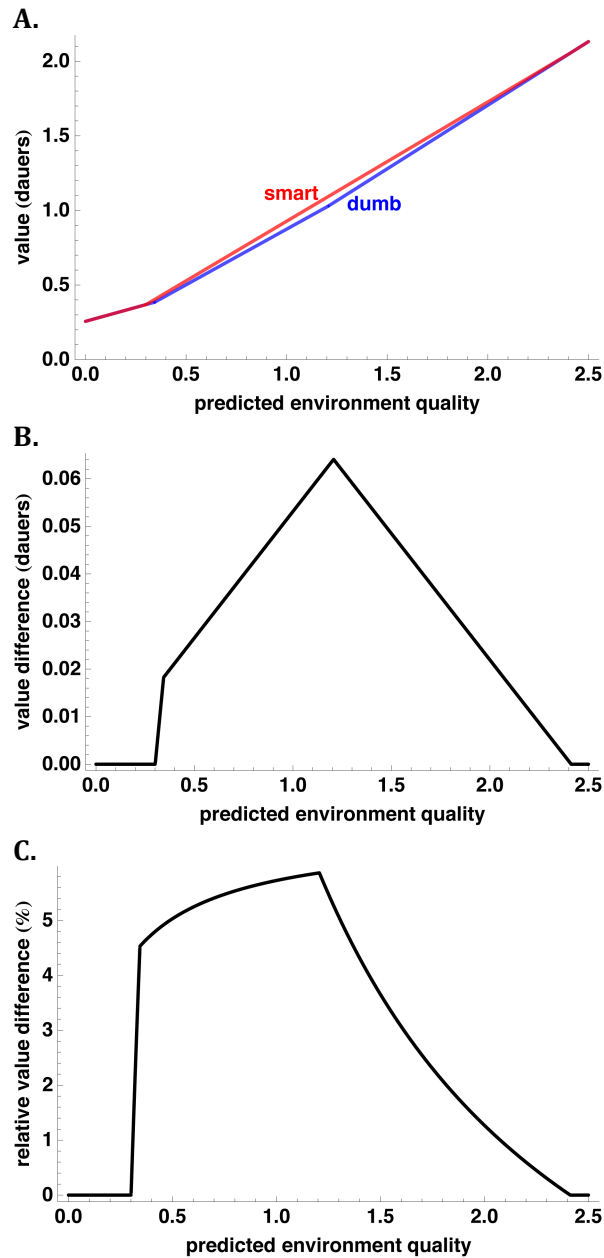 A.
value (dauers)
2.0
1.5
1.0
0.5
0.0
smart
dumb
0.0 0.5 1.0 1.5 2.0 2.5
predicted environment quality
B.
value difference (dauers)
0.06
0.05
0.04
0.03
0.02
0.01
0.00
0.0 0.5 1.0 1.5 2.0 2.5
predicted environment quality
C.
relative value difference (%)
5
4
3
2
1
0
0.0 0.5 1.0 1.5 2.0 2.5
predicted environment quality